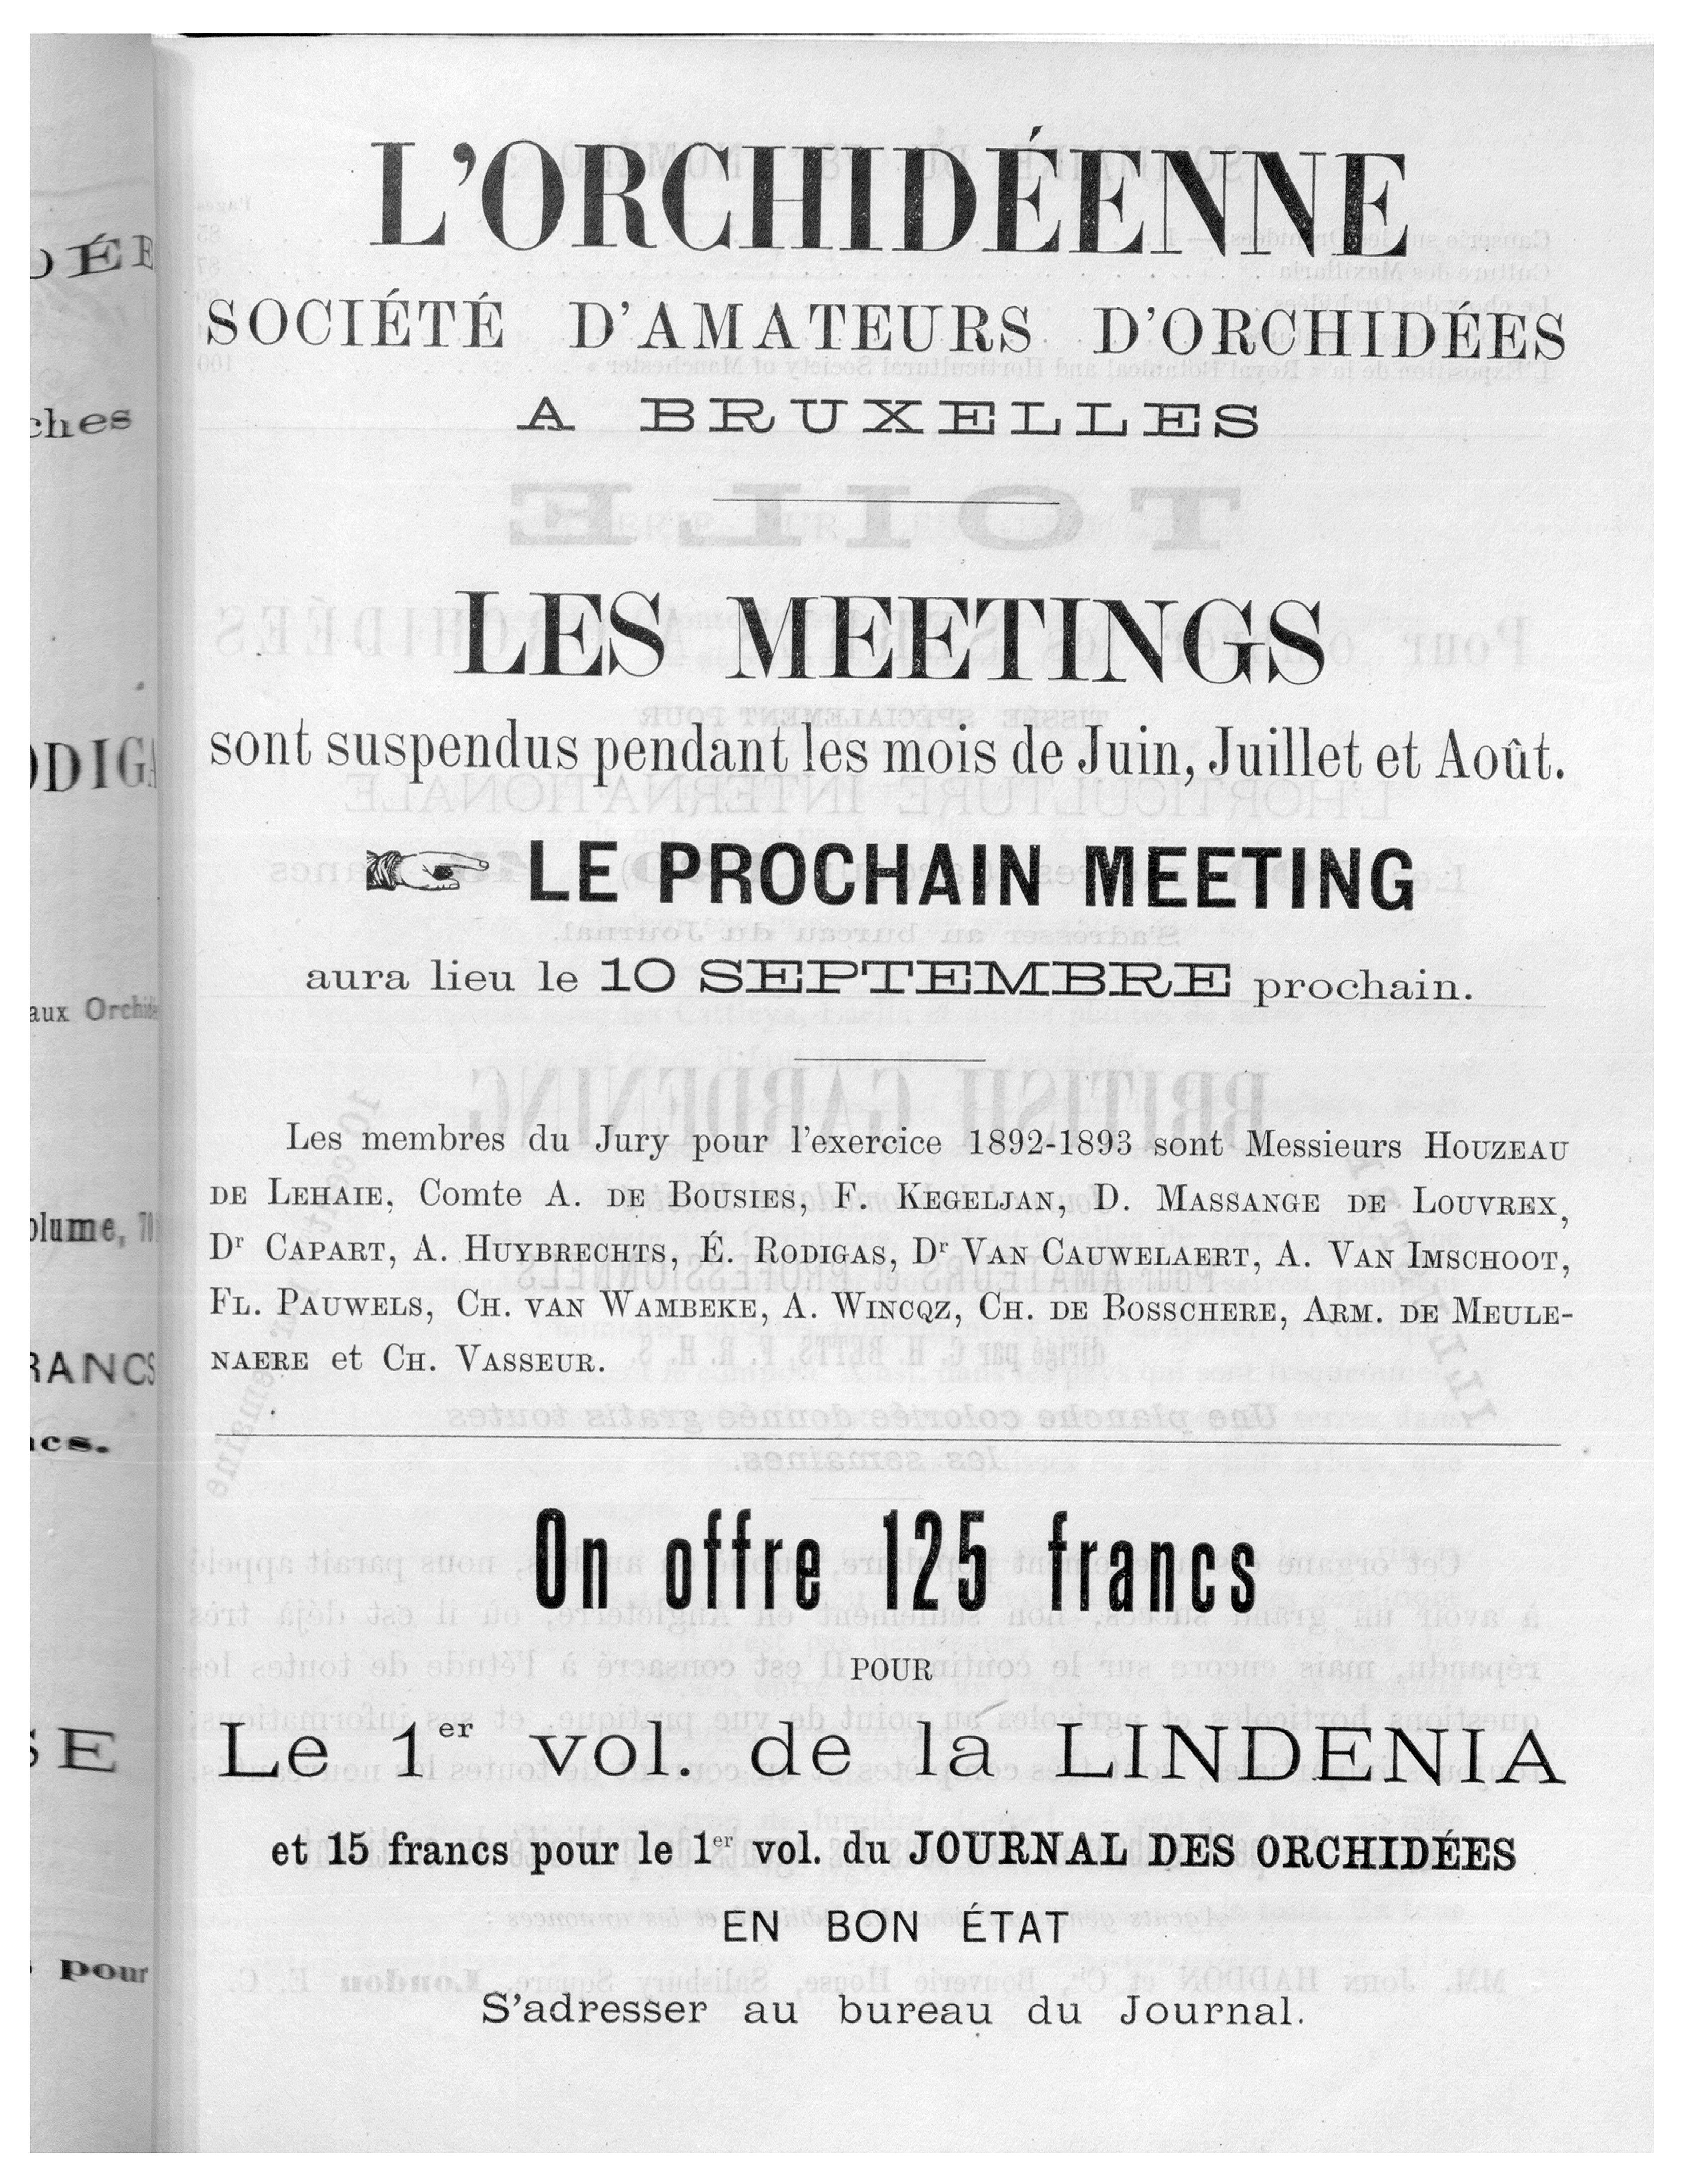 L'ORCHIDÉENNE
SOCIÉTÉ D'AMATEURS D'ORCHIDÉES
A BRUXELLES
LES MEETINGS
sont suspendus pendant les mois de Juin, Juillet et Août.
LE PROCHAIN MEETING
aura lieu le 10 SEPTEMBRE prochain.
Les membres du Jury pour l'exercice 1892-1893 sont Messieurs HOUZEAU
DE LEHAIE, Comte A. DE BOUSIES, F. KEGELJAN, D. MASSANGE DE LOUVREX,
Dr CAPART, A. HUYBRECHTS, É. RODIGAS, Dr VAN CAUWELAERT, A. VAN IMSCHOOT,
FL. PAUWELS, CH. VAN WAMBEKE, A. WINCQZ, CH. DE BOSSCHERE, ARM. DE MEULE-
NAERE et CH. VASSEUR.
On offre 125 francs
POUR
Le 1er vol. de la LINDENIA
et 15 francs pour le 1er vol. du JOURNAL DES ORCHIDÉES
EN BON ÉTAT
S'adresser au bureau du Journal.